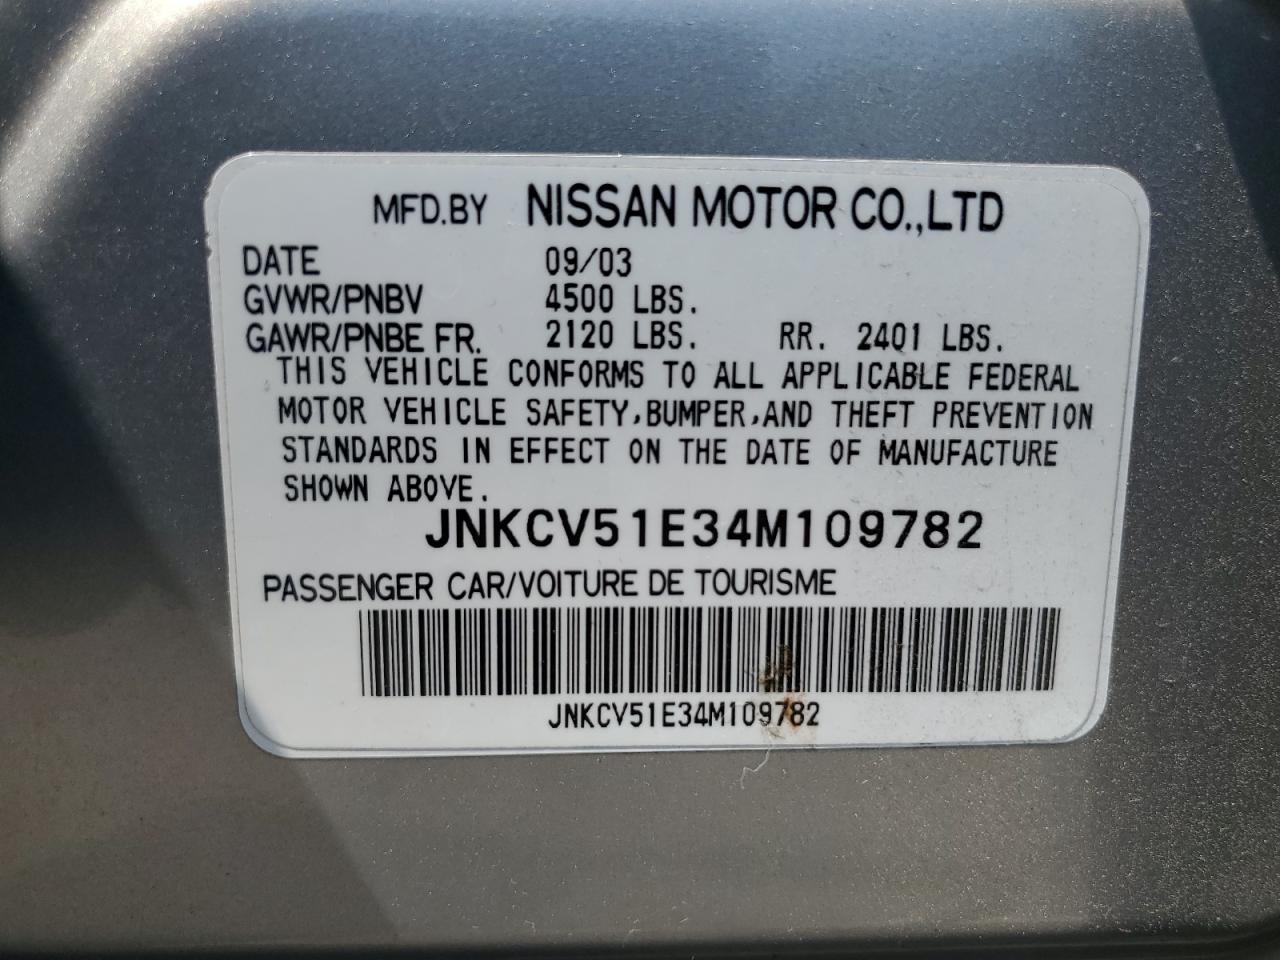 MFD.BY NISSAN MOTOR CO.,LTD
DATE 09/03
GVWR/PNBV 4500 LBS.
GAWR/PNBE FR. 2120 LBS. RR. 2401 LBS.
THIS VEHICLE CONFORMS TO ALL APPLICABLE FEDERAL
MOTOR VEHICLE SAFETY,BUMPER,AND THEFT PREVENTION
STANDARDS IN EFFECT ON THE DATE OF MANUFACTURE
SHOWN ABOVE.
JNKCV51E34M109782
PASSENGER CAR/VOITURE DE TOURISME
JNKCV51E34M109782